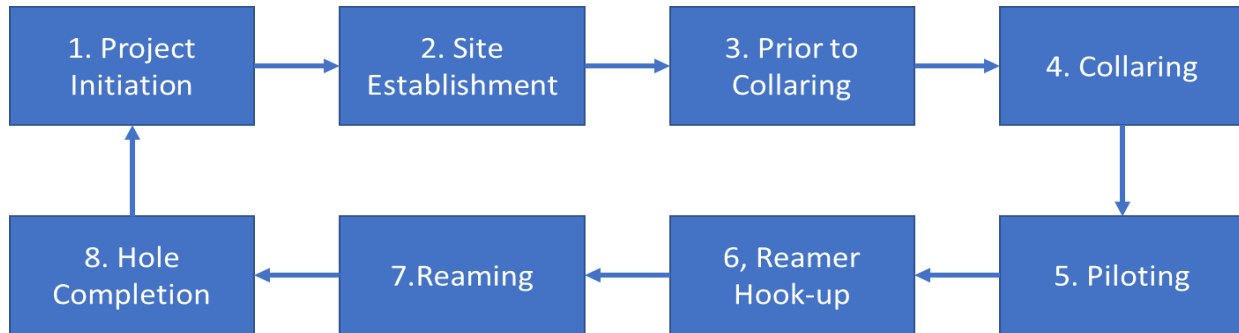 1. Project
Initiation
2. Site
Establishment
3. Prior to
Collaring
4. Collaring
8. Hole
Completion
7.Reaming
6, Reamer
Hook-up
5. Piloting